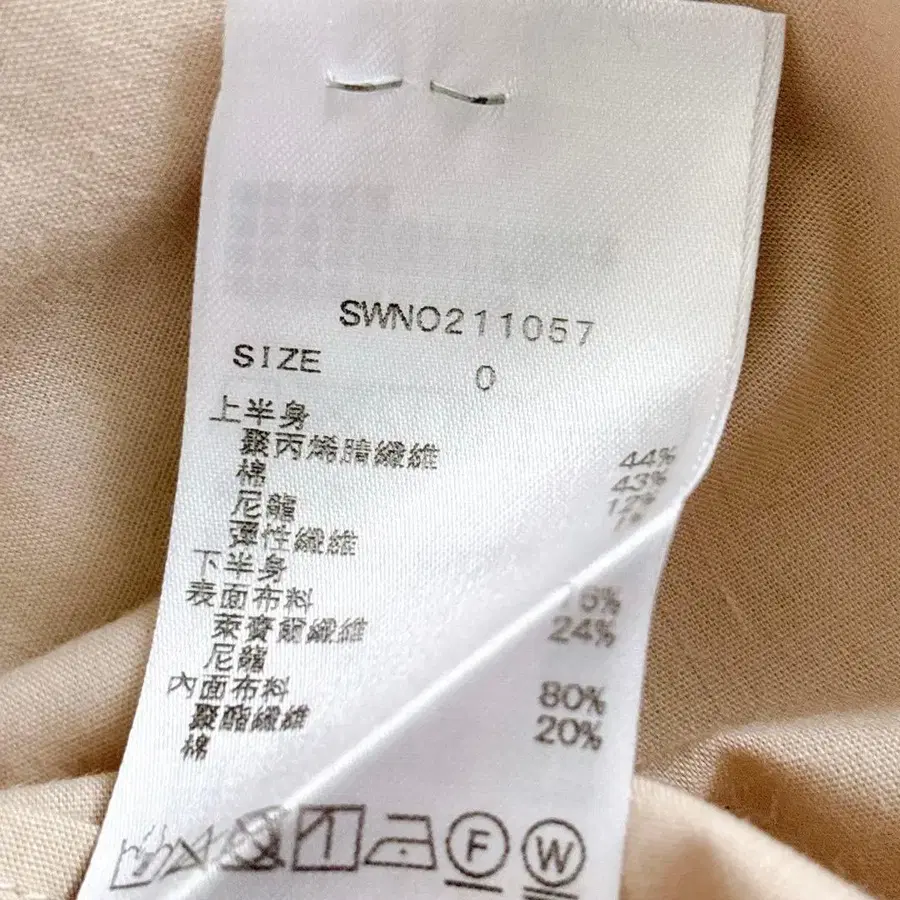 SWNO211057
SIZE 0
上半身
聚丙烯腈纖維 44%
棉 43%
尼龍 12%
彈性纖維 1%
下半身
表面布料
萊賽爾纖維
尼龍 24%
內面布料
聚酯纖維 80%
棉 20%
F W